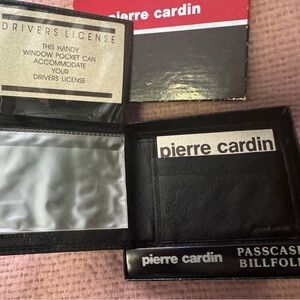 pierre cardin
DRIVERS LICENSE
THIS HANDY
WINDOW POCKET CAN
ACCOMMODATE
YOUR
DRIVERS LICENSE
pierre cardin
pierre cardin
PASSCASE
BILLFOLD